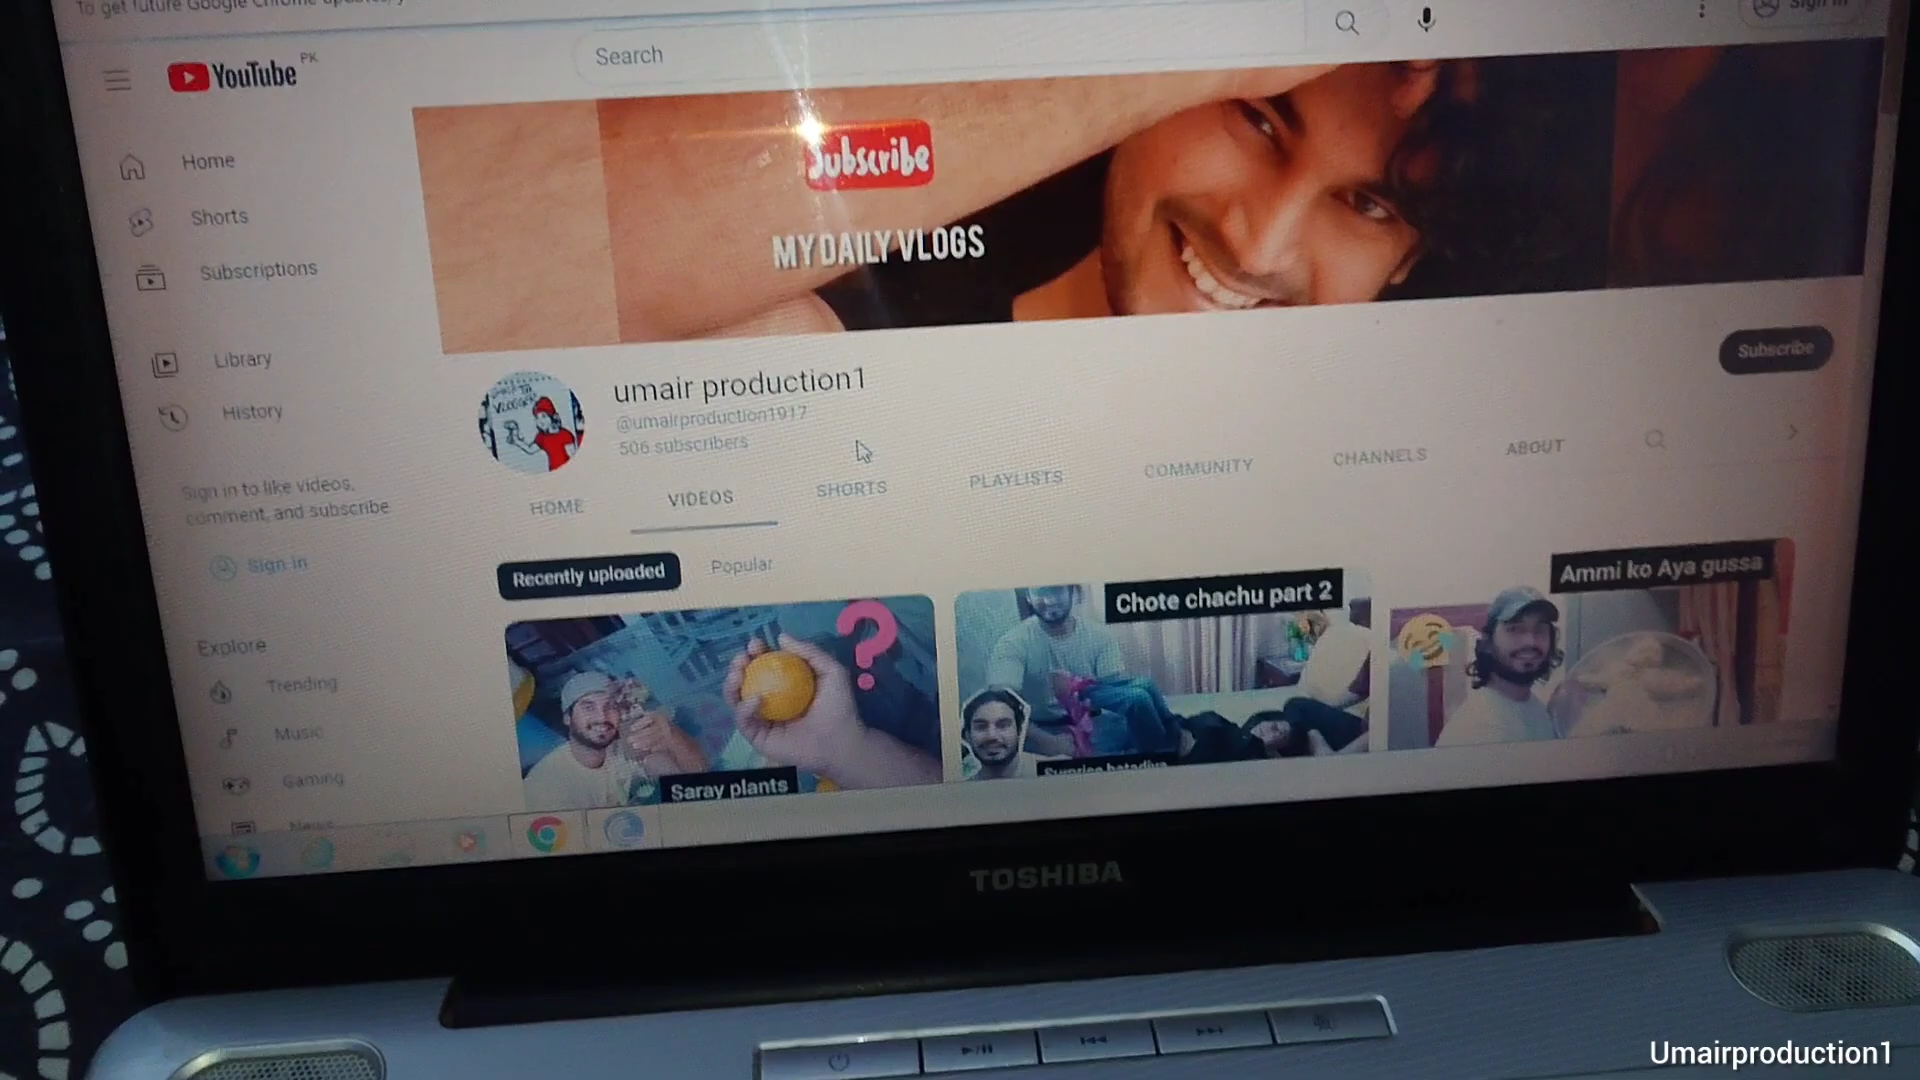 YouTube PK
Search
Home
Shorts
Subscriptions
Library
History
Sign in to like videos,
comment, and subscribe
Sign in
Explore
Trending
Music
Gaming
News
Subscribe
MY DAILY VLOGS
umair production1
@umairproduction1917
506 subscribers
Subscribe
HOME
VIDEOS
SHORTS
PLAYLISTS
COMMUNITY
CHANNELS
ABOUT
Recently uploaded
Popular
Saray plants
Chote chachu part 2
Ammi ko Aya gussa
TOSHIBA
Umairproduction1